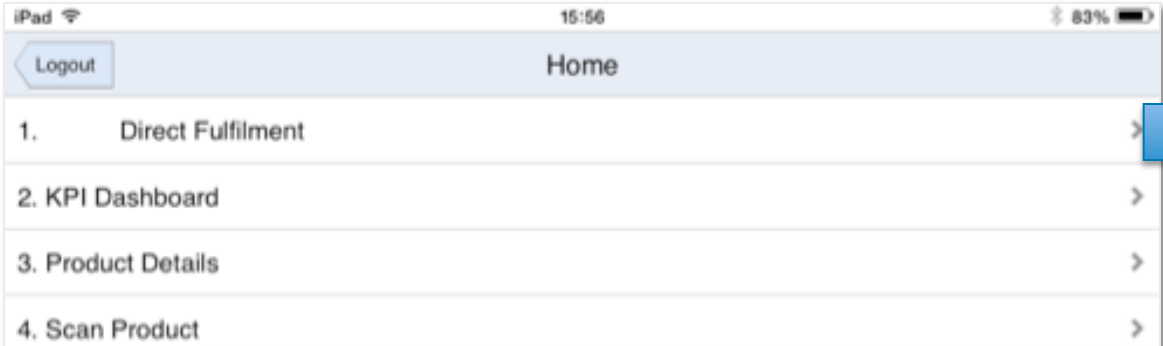 iPad 15:56 83%
Logout Home
1. Direct Fulfilment
2. KPI Dashboard
3. Product Details
4. Scan Product